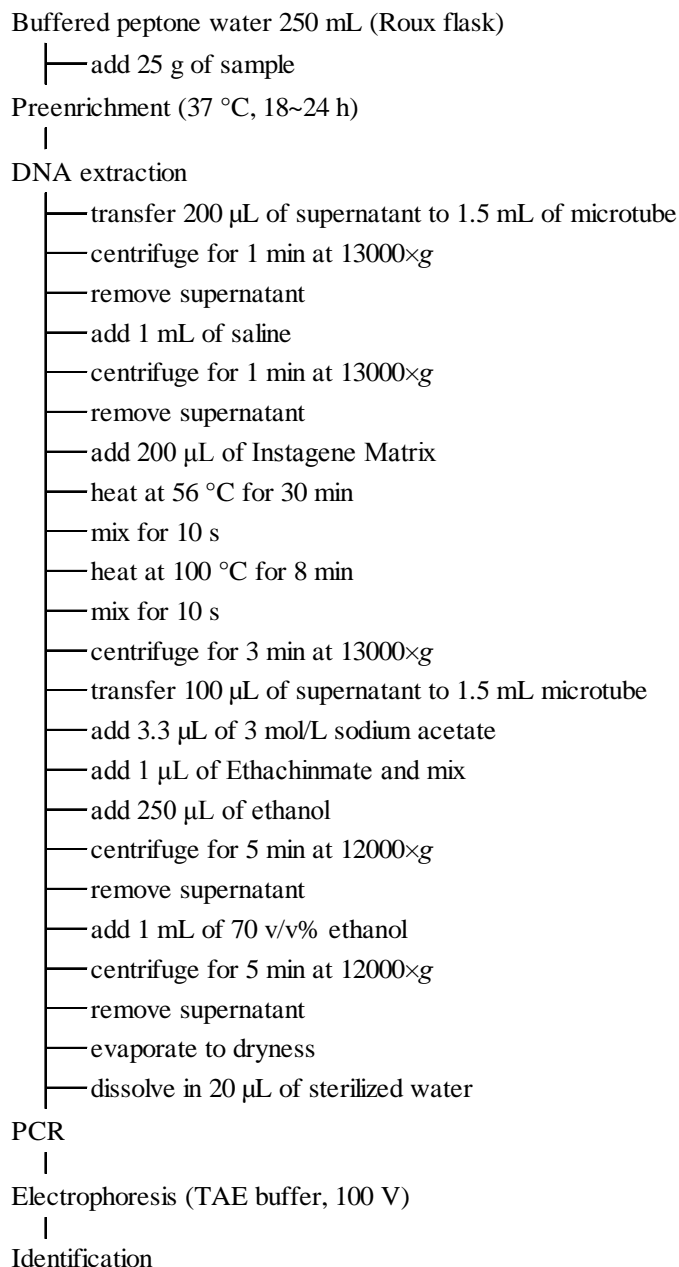 Buffered peptone water 250 mL (Roux flask)
add 25 g of sample
Preenrichment (37 °C, 18~24 h)
DNA extraction
transfer 200 μL of supernatant to 1.5 mL of microtube
centrifuge for 1 min at 13000×g
remove supernatant
add 1 mL of saline
centrifuge for 1 min at 13000×g
remove supernatant
add 200 μL of Instagene Matrix
heat at 56 °C for 30 min
mix for 10 s
heat at 100 °C for 8 min
mix for 10 s
centrifuge for 3 min at 13000×g
transfer 100 μL of supernatant to 1.5 mL microtube
add 3.3 μL of 3 mol/L sodium acetate
add 1 μL of Ethachinmate and mix
add 250 μL of ethanol
centrifuge for 5 min at 12000×g
remove supernatant
add 1 mL of 70 v/v% ethanol
centrifuge for 5 min at 12000×g
remove supernatant
evaporate to dryness
dissolve in 20 μL of sterilized water
PCR
Electrophoresis (TAE buffer, 100 V)
Identification